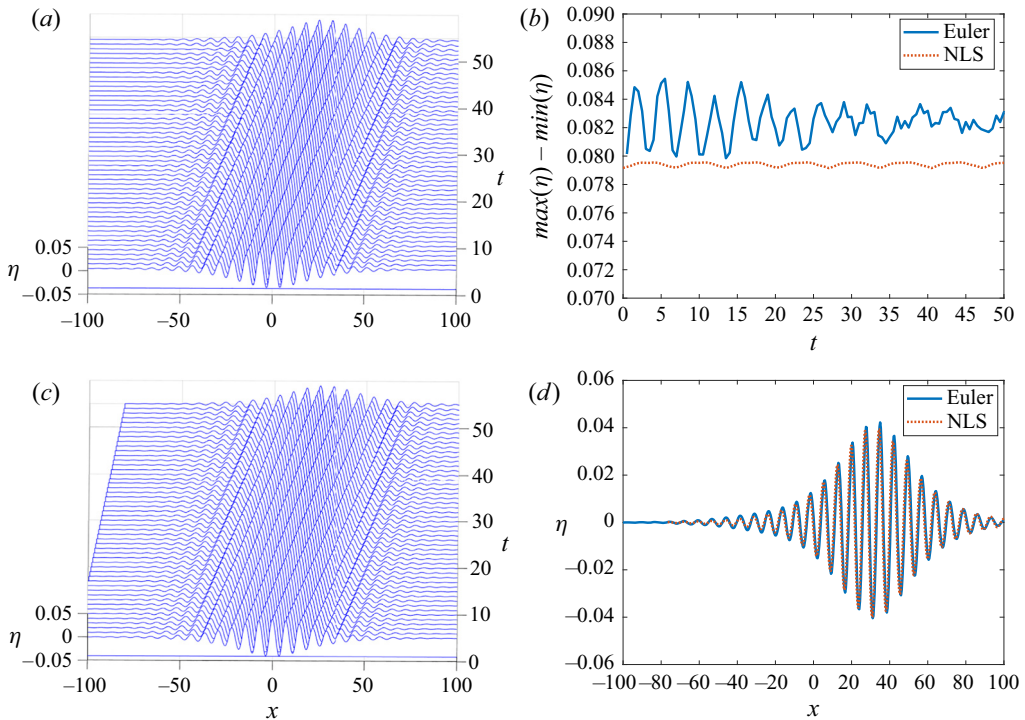 (a)
50
40
30
t
20
10
0
0.05
η 0
–0.05
–100 –50 0 50 100
(b)
0.090
0.088
0.086
0.084
0.082
0.080
0.078
0.076
0.074
0.072
0.070
max(η) – min(η)
Euler
NLS
0 5 10 15 20 25 30 35 40 45 50
t
(c)
50
40
30
t
20
10
0
0.05
η 0
–0.05
–100 –50 0 50 100
x
(d)
0.06
0.04
0.02
η 0
–0.02
–0.04
–0.06
Euler
NLS
–100 –80 –60 –40 –20 0 20 40 60 80 100
x